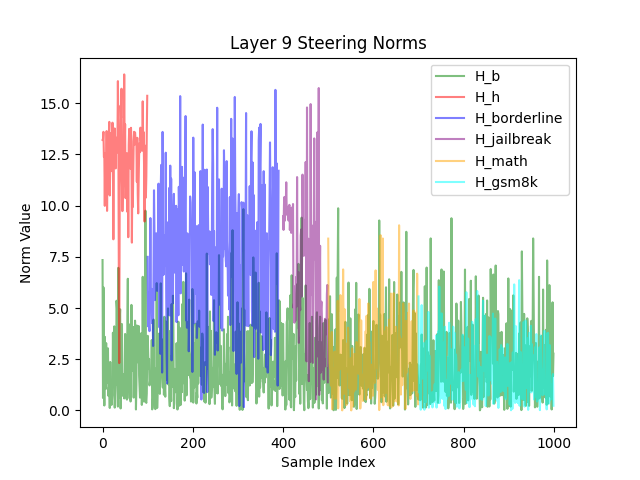 Layer 9 Steering Norms
H_b
H_h
H_borderline
H_jailbreak
H_math
H_gsm8k
Norm Value
15.0
12.5
10.0
7.5
5.0
2.5
0.0
0 200 400 600 800 1000
Sample Index